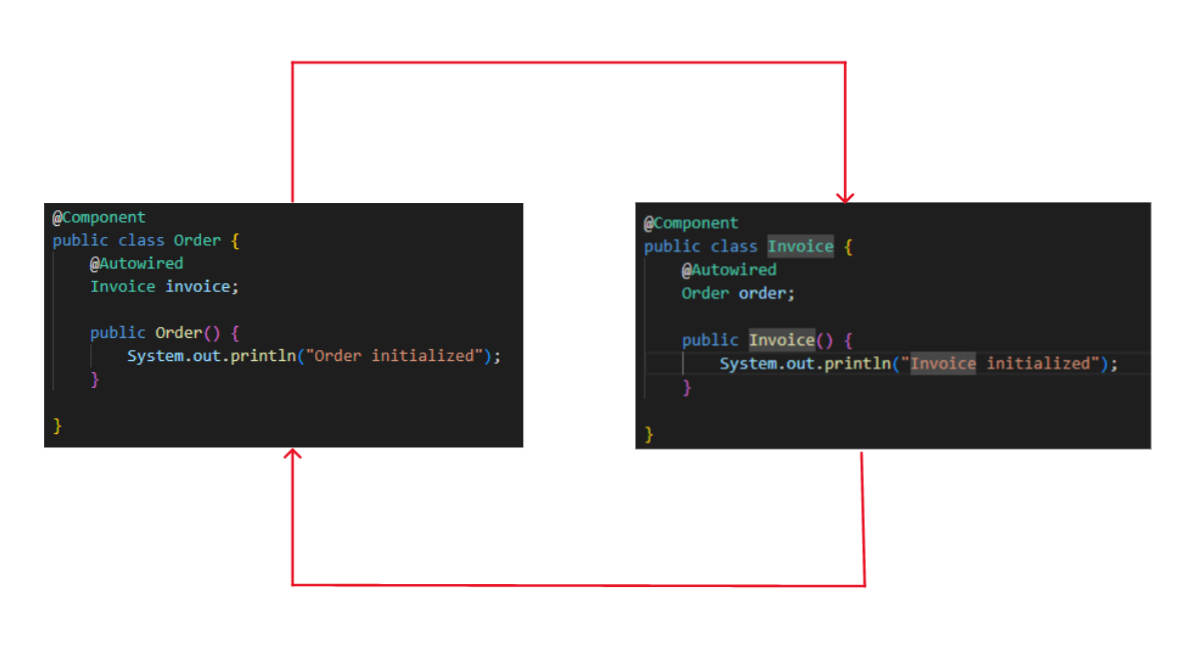 @Component
public class Order {
@Autowired
Invoice invoice;
public Order() {
System.out.println("Order initialized");
}
}
@Component
public class Invoice {
@Autowired
Order order;
public Invoice() {
System.out.println("Invoice initialized");
}
}